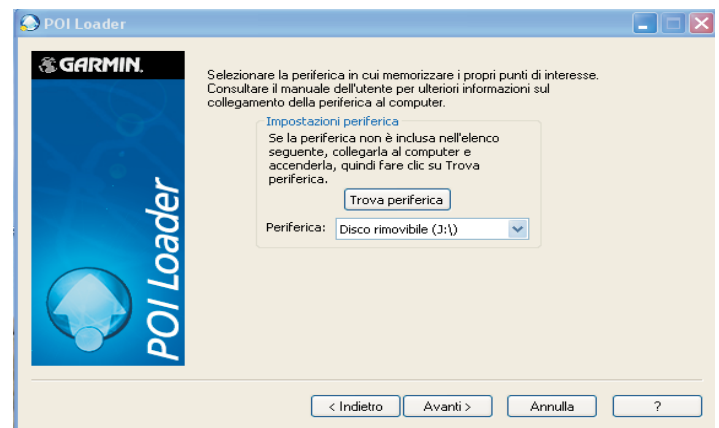 POI Loader
GARMIN.
POI Loader
Selezionare la periferica in cui memorizzare i propri punti di interesse.
Consultare il manuale dell'utente per ulteriori informazioni sul
collegamento della periferica al computer.
Impostazioni periferica
Se la periferica non è inclusa nell'elenco
seguente, collegarla al computer e
accenderla, quindi fare clic su Trova
periferica.
Trova periferica
Periferica: Disco rimovibile (J:\)
< Indietro Avanti > Annulla ?